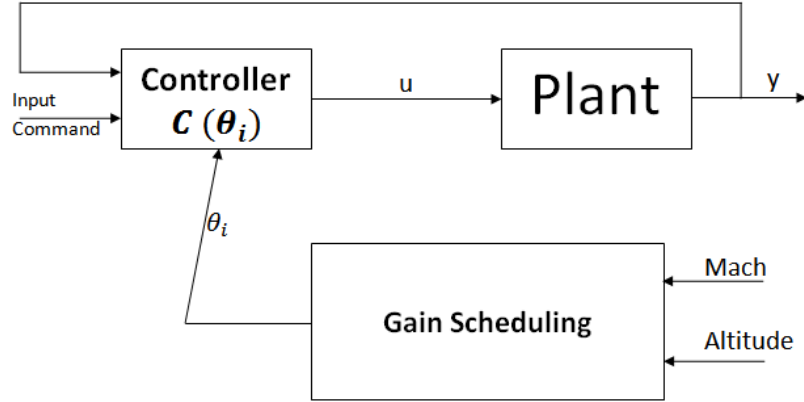 Controller
C (θᵢ)
Input
Command
u
Plant
y
θᵢ
Gain Scheduling
Mach
Altitude